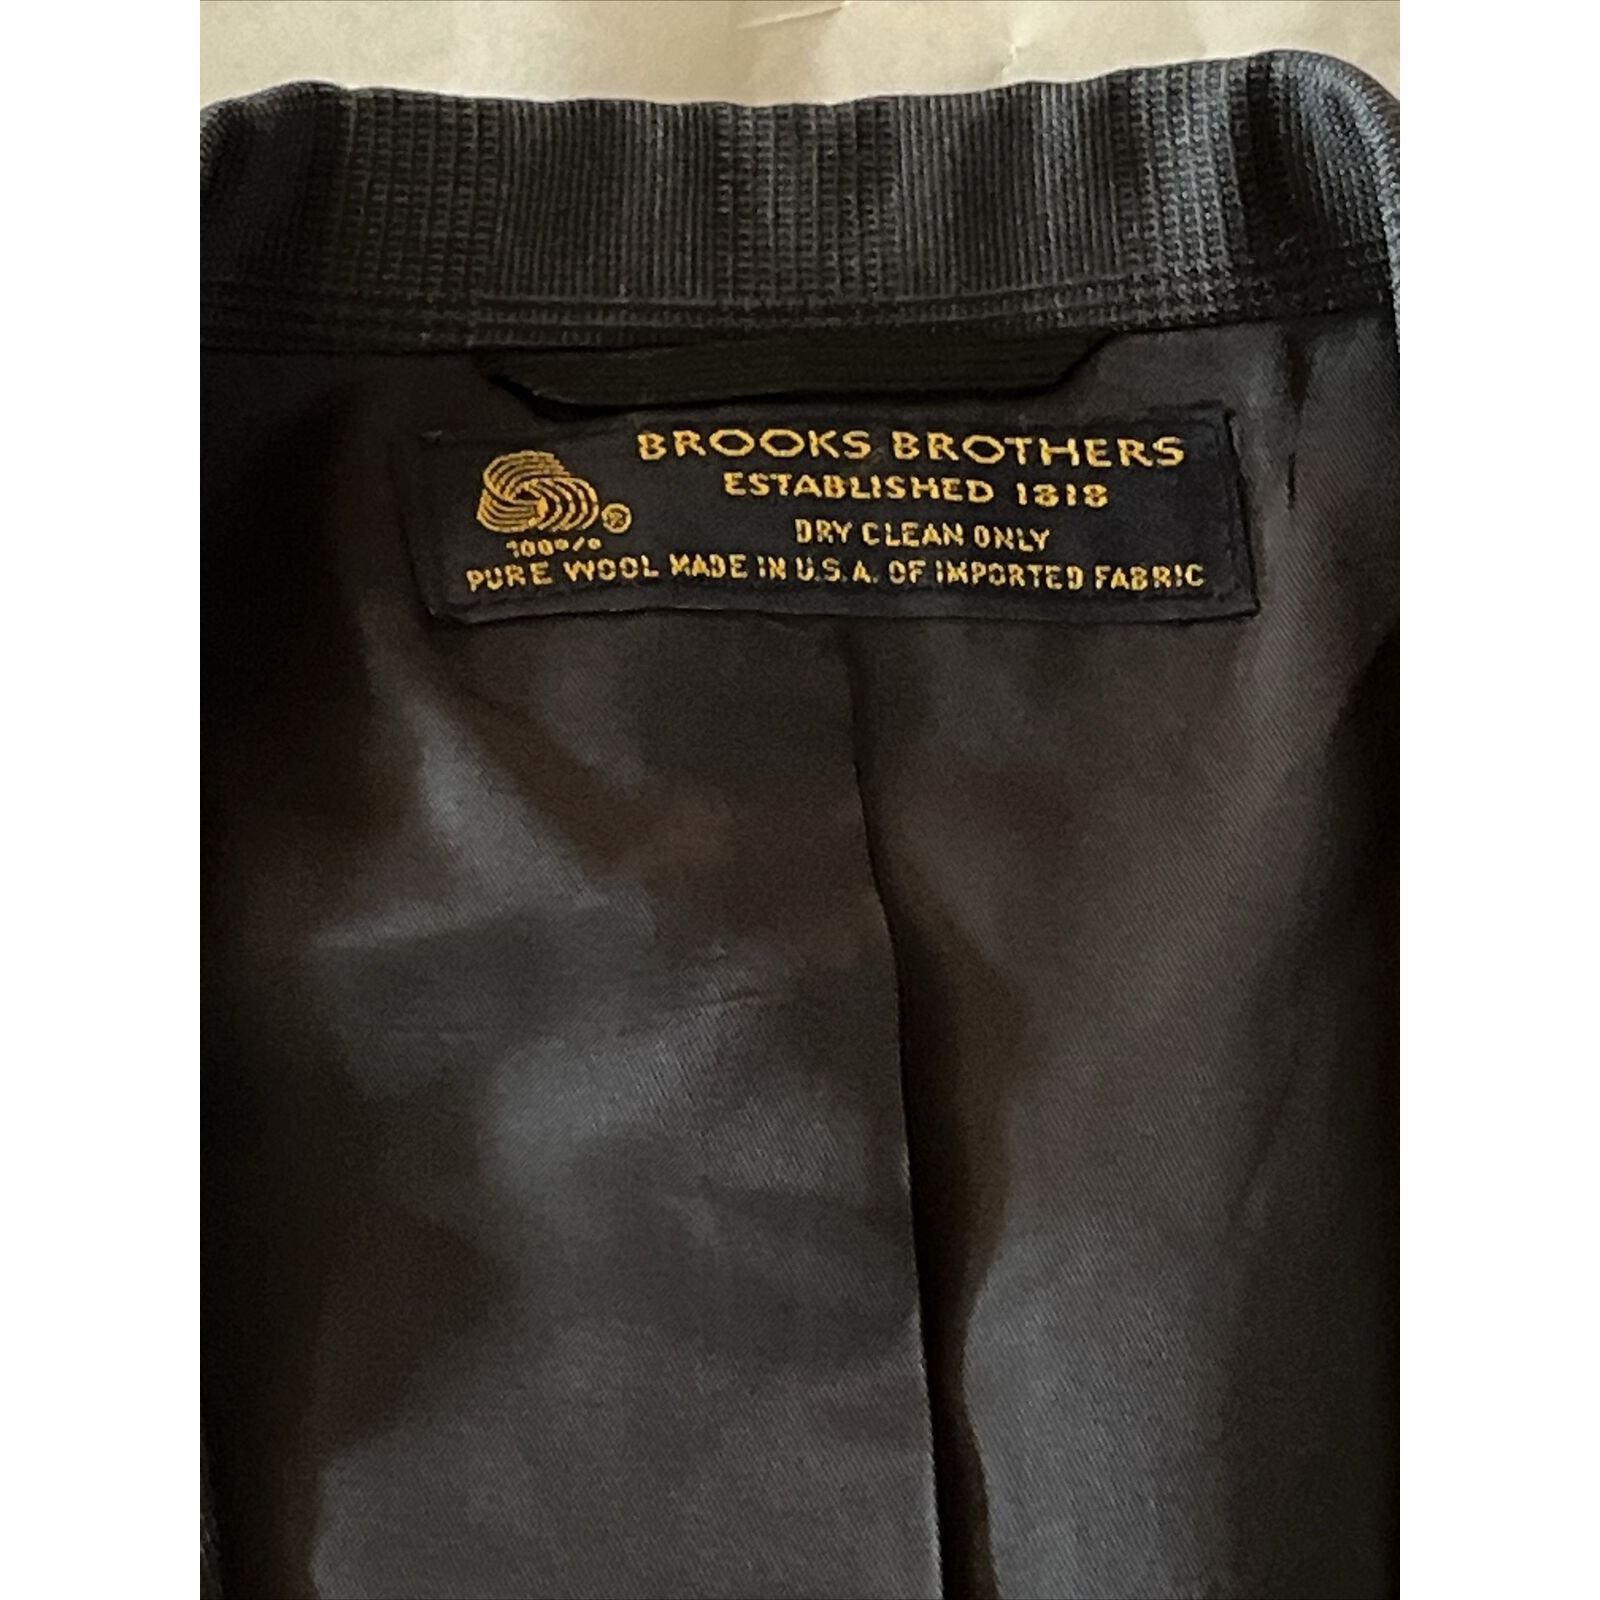 BROOKS BROTHERS
ESTABLISHED 1818
DRY CLEAN ONLY
®
100%
PURE WOOL MADE IN U.S.A. OF IMPORTED FABRIC